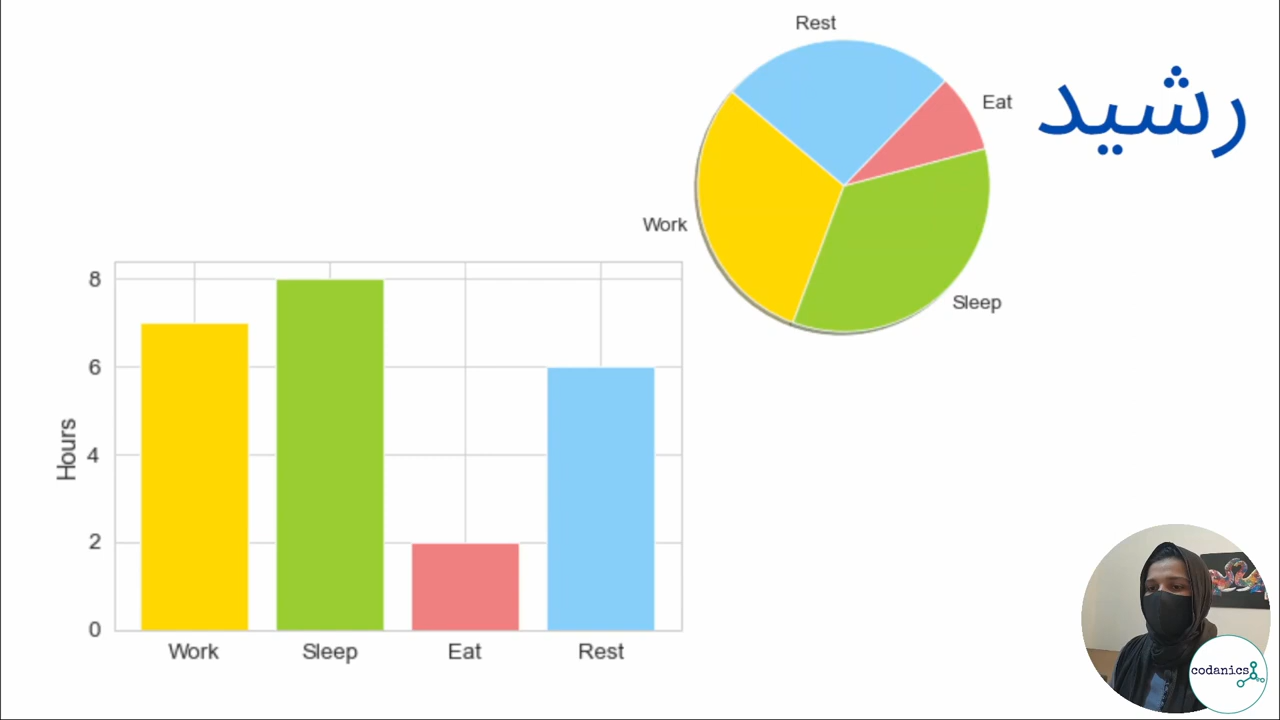 Rest
Eat
رشید
Work
Sleep
8
6
4
2
0
Hours
Work Sleep Eat Rest
codanics